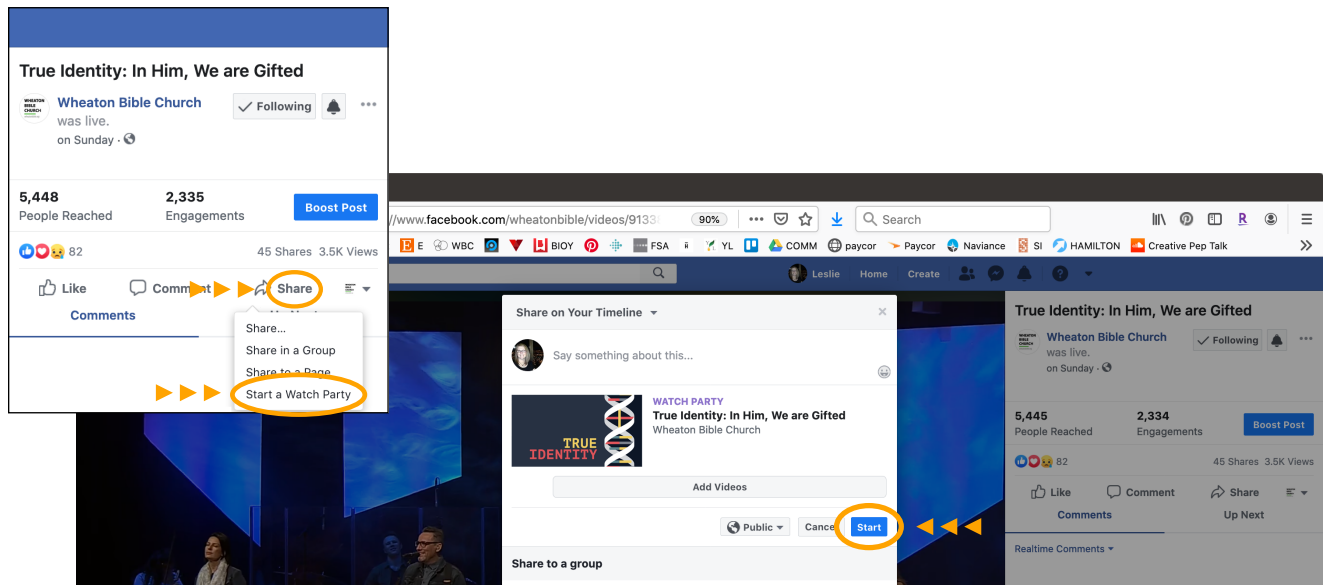 True Identity: In Him, We are Gifted
WHEATON
BIBLE
CHURCH
Wheaton Bible Church
Following
was live.
on Sunday ·
5,448
2,335
People Reached
Engagements
Boost Post
82
45 Shares 3.5K Views
Like
Comment
Share
Comments
Share...
Share in a Group
Share to a Page
Start a Watch Party
//www.facebook.com/wheatonbible/videos/9133
90%
Search
E E WBC BIOY FSA ii YL COMM paycor Paycor Naviance SI HAMILTON Creative Pep Talk
Leslie Home Create
Share on Your Timeline
Say something about this...
WATCH PARTY
True Identity: In Him, We are Gifted
Wheaton Bible Church
TRUE
IDENTITY
Add Videos
Public
Cance
Start
Share to a group
True Identity: In Him, We are Gifted
Wheaton Bible Church
Following
was live.
on Sunday ·
5,445
2,334
People Reached
Engagements
Boost Post
82
45 Shares 3.5K Views
Like
Comment
Share
Comments
Up Next
Realtime Comments